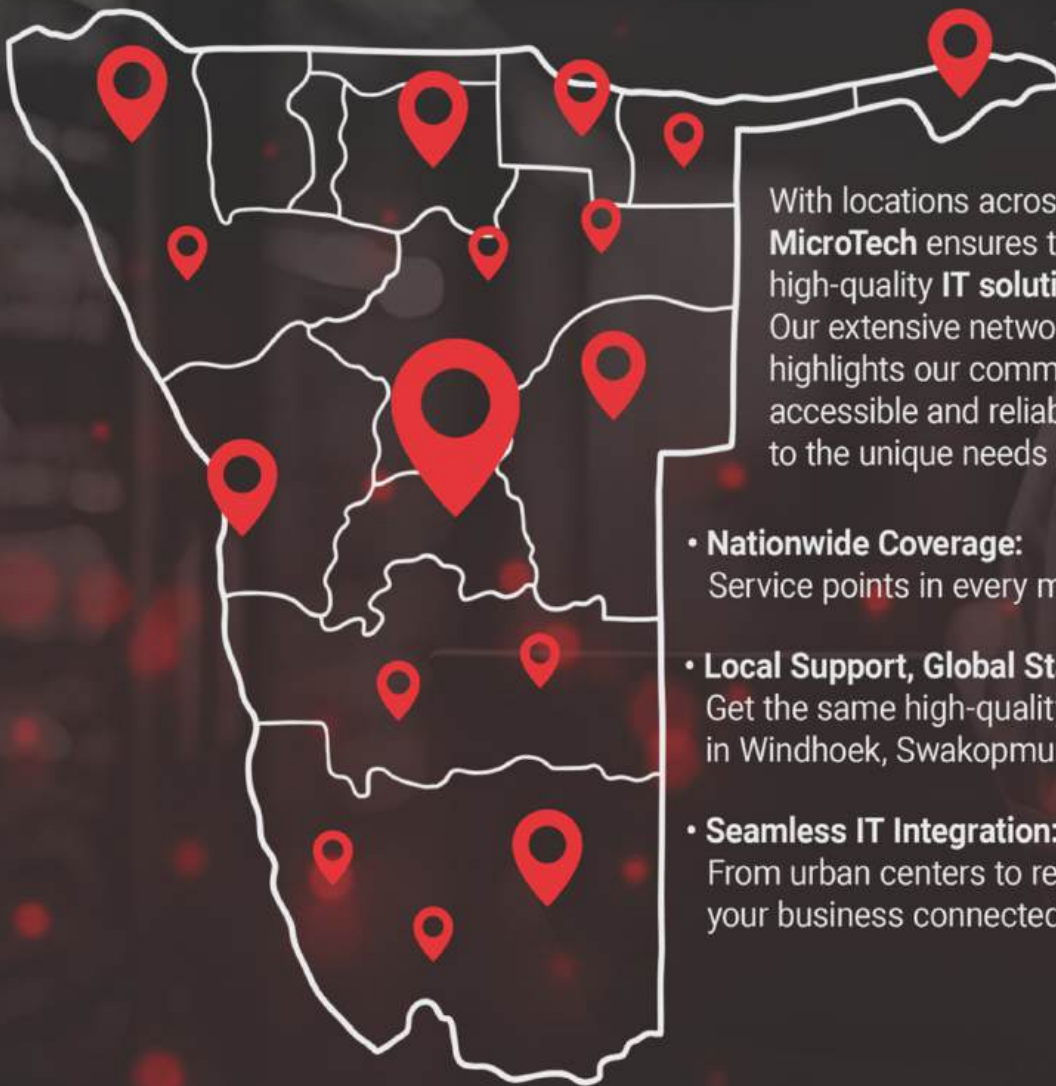 With locations acros
MicroTech ensures t
high-quality IT soluti
Our extensive netwo
highlights our comm
accessible and reliab
to the unique needs
• Nationwide Coverage:
Service points in every m
• Local Support, Global St
Get the same high-qualit
in Windhoek, Swakopmu
• Seamless IT Integration:
From urban centers to re
your business connected